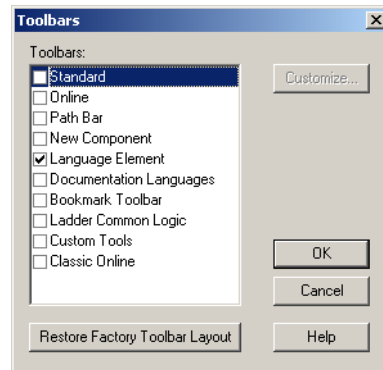 Toolbars
Toolbars:
Standard
Customize...
Online
Path Bar
New Component
Language Element
Documentation Languages
Bookmark Toolbar
Ladder Common Logic
Custom Tools
Classic Online
OK
Cancel
Restore Factory Toolbar Layout
Help